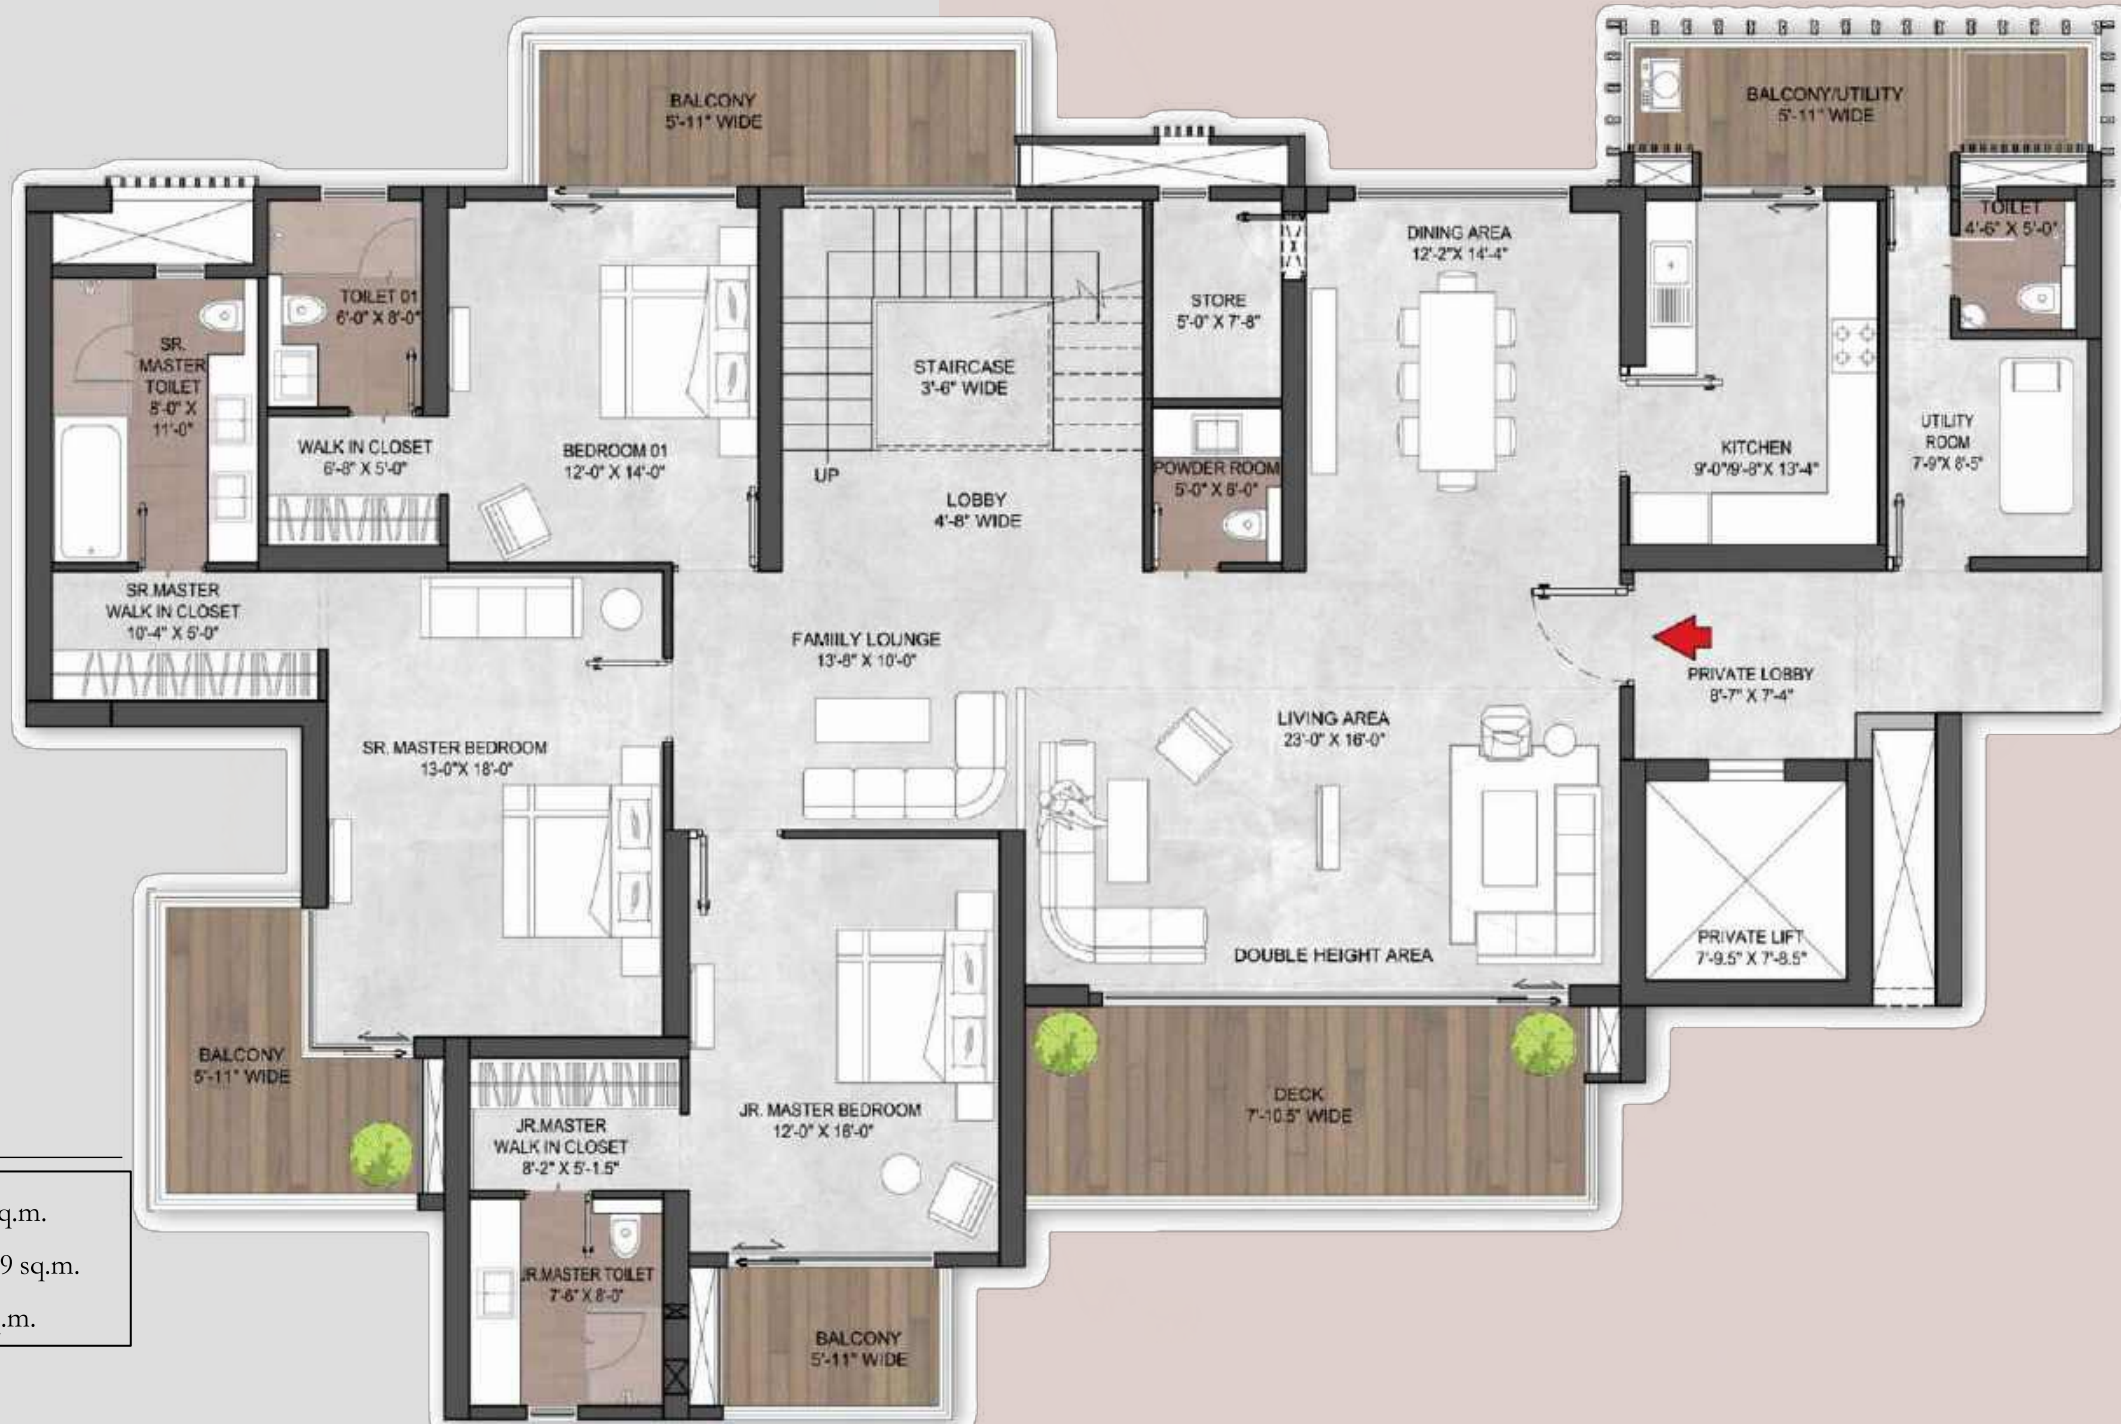 BALCONY
5'-11" WIDE
BALCONY/UTILITY
5'-11" WIDE
TOILET
4'-6" X 5'-0"
DINING AREA
12'-2"X 14'-4"
TOILET 01
6'-0" X 8'-0"
STORE
5'-0" X 7'-8"
SR.
MASTER
TOILET
8'-0" X
11'-0"
STAIRCASE
3'-6" WIDE
WALK IN CLOSET
6'-8" X 5'-0"
BEDROOM 01
12'-0" X 14'-0"
UP
POWDER ROOM
5'-0" X 6'-0"
KITCHEN
9'-0"/9'-8"X 13'-4"
UTILITY
ROOM
7'-9"X 8'-5"
LOBBY
4'-8" WIDE
SR.MASTER
WALK IN CLOSET
10'-4" X 5'-0"
FAMIILY LOUNGE
13'-8" X 10'-0"
PRIVATE LOBBY
8'-7" X 7'-4"
LIVING AREA
23'-0" X 16'-0"
SR. MASTER BEDROOM
13-0"X 18'-0"
DOUBLE HEIGHT AREA
PRIVATE LIFT
7'-9.5" X 7'-8.5"
BALCONY
5'-11" WIDE
DECK
7'-10.5" WIDE
JR. MASTER BEDROOM
12'-0" X 16'-0"
JR.MASTER
WALK IN CLOSET
8'-2" X 5'-1.5"
q.m.
9 sq.m.
.m.
JR.MASTER TOILET
7'-6" X 8'-0"
BALCONY
5'-11" WIDE